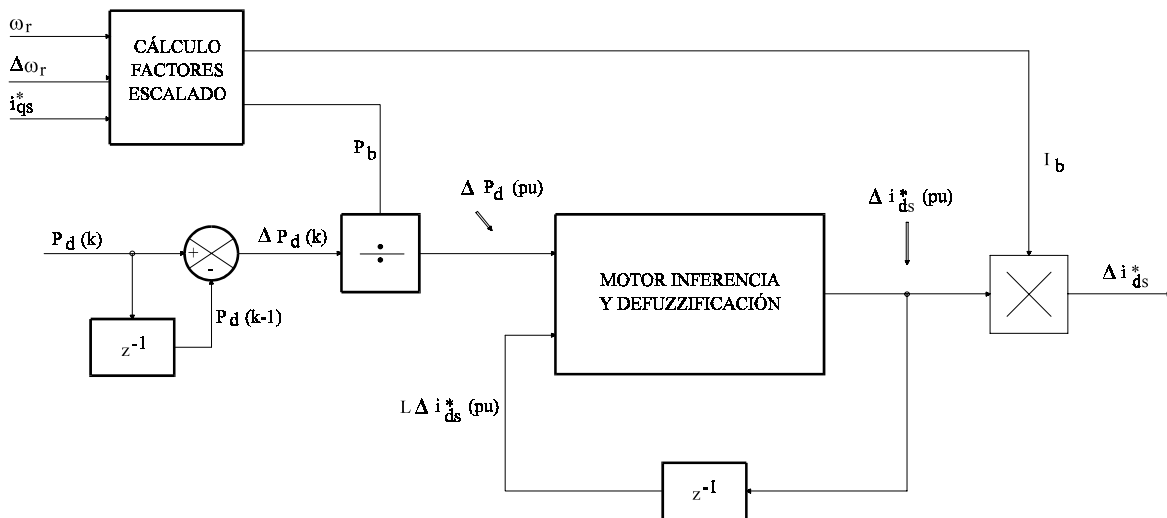 ωr
Δωr
i*qs
CÁLCULO
FACTORES
ESCALADO
Pb
Ib
Δ Pd (pu)
Δ i*ds (pu)
Pd (k)
+
-
Δ Pd (k)
÷
MOTOR INFERENCIA
Y DEFUZZIFICACIÓN
Δ i*ds
Pd (k-1)
z-1
L Δ i*ds (pu)
z-1